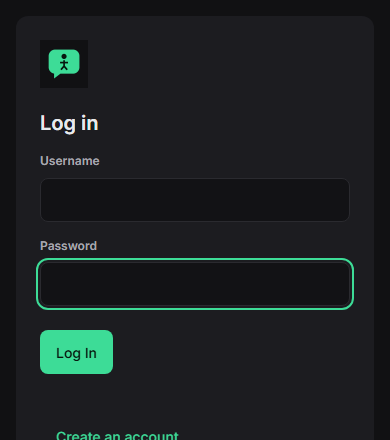 Log in
Username
Password
Log In
Create an account